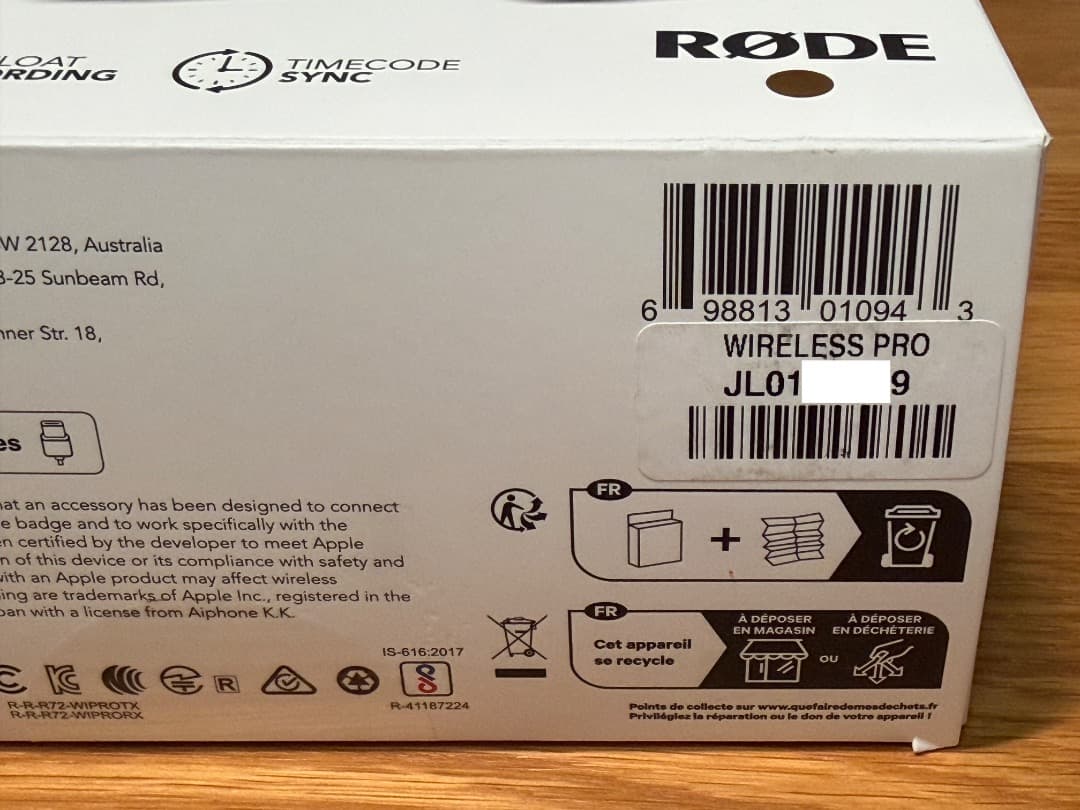 LOAT
RDING
TIMECODE
SYNC
RØDE
W 2128, Australia
3-25 Sunbeam Rd,
nner Str. 18,
6 98813 01094 3
WIRELESS PRO
JL01 9
es
hat an accessory has been designed to connect
e badge and to work specifically with the
en certified by the developer to meet Apple
n of this device or its compliance with safety and
with an Apple product may affect wireless
ing are trademarks of Apple Inc., registered in the
pan with a license from Aiphone K.K.
FR
+
FR
Cet appareil
se recycle
À DÉPOSER
EN MAGASIN
OU
À DÉPOSER
EN DÉCHÈTERIE
Points de collecte sur www.quefairedemesdechets.fr
Privilégiez la réparation ou le don de votre appareil !
IS-616:2017
R
R-41187224
R-R-R72-WIPROTX
R-R-R72-WIPRORX